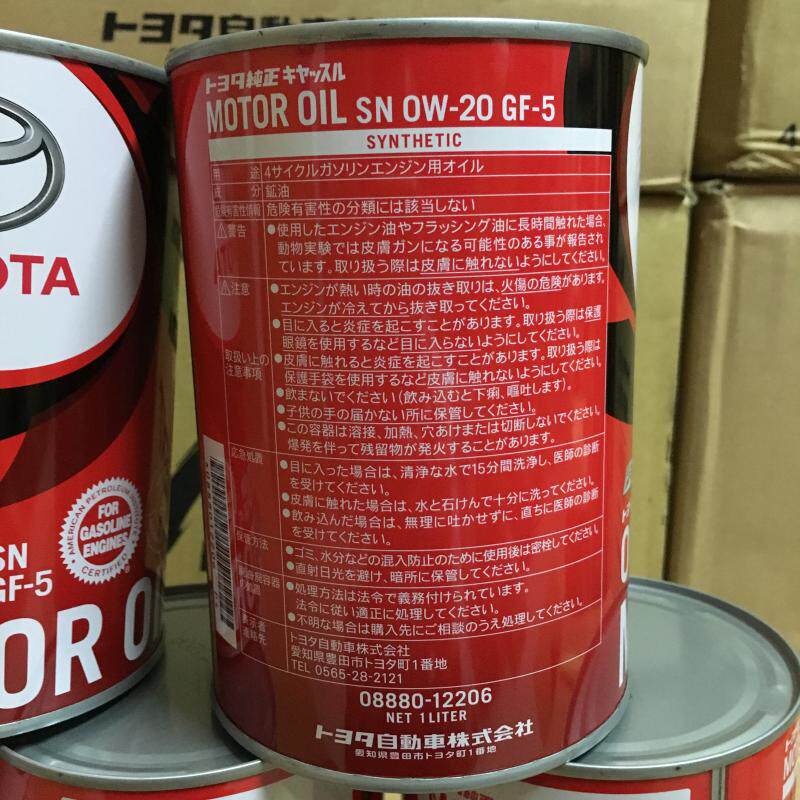 トヨタ自動車
トヨタ純正キヤッスル
MOTOR OIL SN 0W-20 GF-5
SYNTHETIC
用 途 4サイクルガソリンエンジン用オイル
成 分 鉱油
危険有害性情報 危険有害性の分類には該当しない
⚠警告 ●使用したエンジン油やフラッシング油に長時間触れた場合、
動物実験では皮膚ガンになる可能性のある事が報告され
ています。取り扱う際は皮膚に触れないようにしてください。
⚠注意 ●エンジンが熱い時の油の抜き取りは、火傷の危険があります。
エンジンが冷えてから抜き取ってください。
●目に入ると炎症を起こすことがあります。取り扱う際は保護
眼鏡を使用するなど目に入らないようにしてください。
取扱い上の
注意事項
●皮膚に触れると炎症を起こすことがあります。取り扱う際は
保護手袋を使用するなど皮膚に触れないようにしてください。
●飲まないでください(飲み込むと下痢、嘔吐します)。
●子供の手の届かない所に保管してください。
●この容器は溶接、加熱、穴あけまたは切断しないでください。
爆発を伴って残留物が発火することがあります。
応急処置 ●目に入った場合は、清浄な水で15分間洗浄し、医師の診断
を受けてください。
●皮膚に触れた場合は、水と石けんで十分に洗ってください。
●飲み込んだ場合は、無理に吐かせずに、直ちに医師の診断
を受けてください。
保管方法 ●ゴミ、水分などの混入防止のために使用後は密栓してください。
●直射日光を避け、暗所に保管してください。
●処理方法は法令で義務付けられています。
法令に従い適正に処理してください。
●不明な場合は購入先にご相談のうえ処理してください。
表示者
連絡先
トヨタ自動車株式会社
愛知県豊田市トヨタ町1番地
TEL 0565-28-2121
08880-12206
NET 1 LITER
トヨタ自動車株式会社
愛知県豊田市トヨタ町1番地
OTA
AMERICAN PETROLEUM
FOR
GASOLINE
ENGINES
CERTIFIED
SN
GF-5
OR O